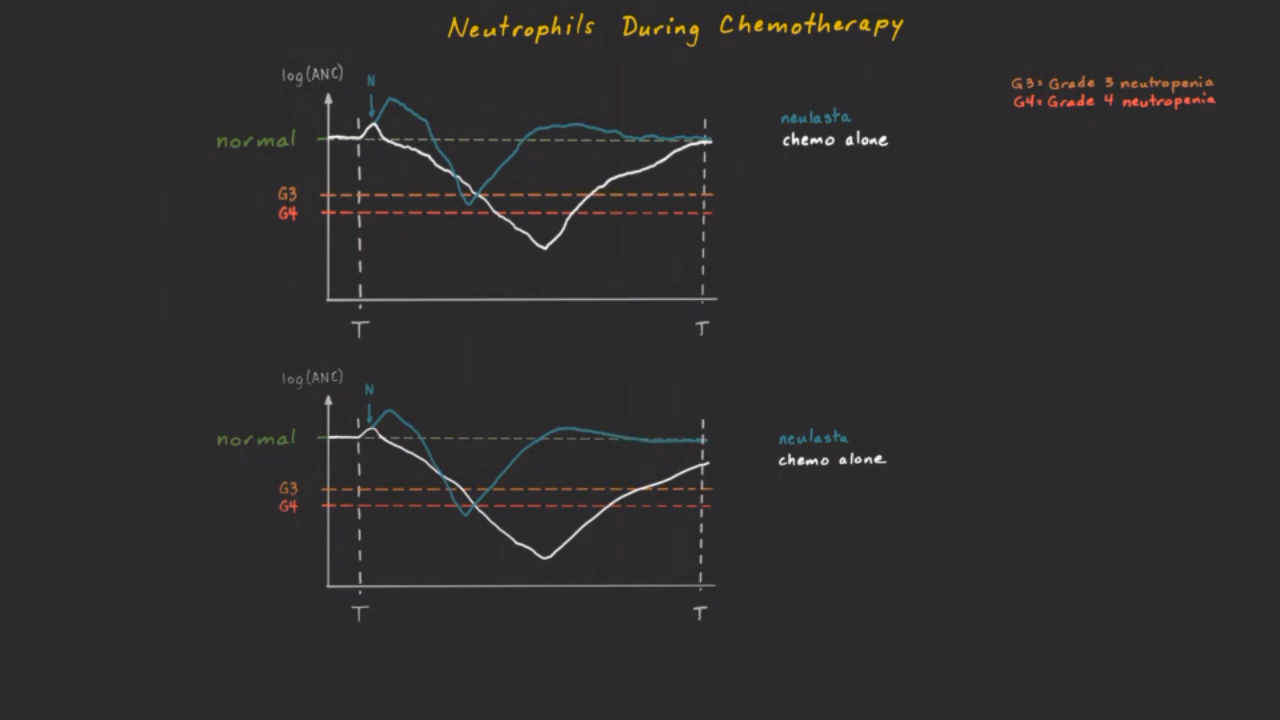 Neutrophils During Chemotherapy
log(ANC)
N
G3= Grade 3 neutropenia
G4= Grade 4 neutropenia
neulasta
chemo alone
normal
G3
G4
T T
log(ANC)
N
normal
neulasta
chemo alone
G3
G4
T T